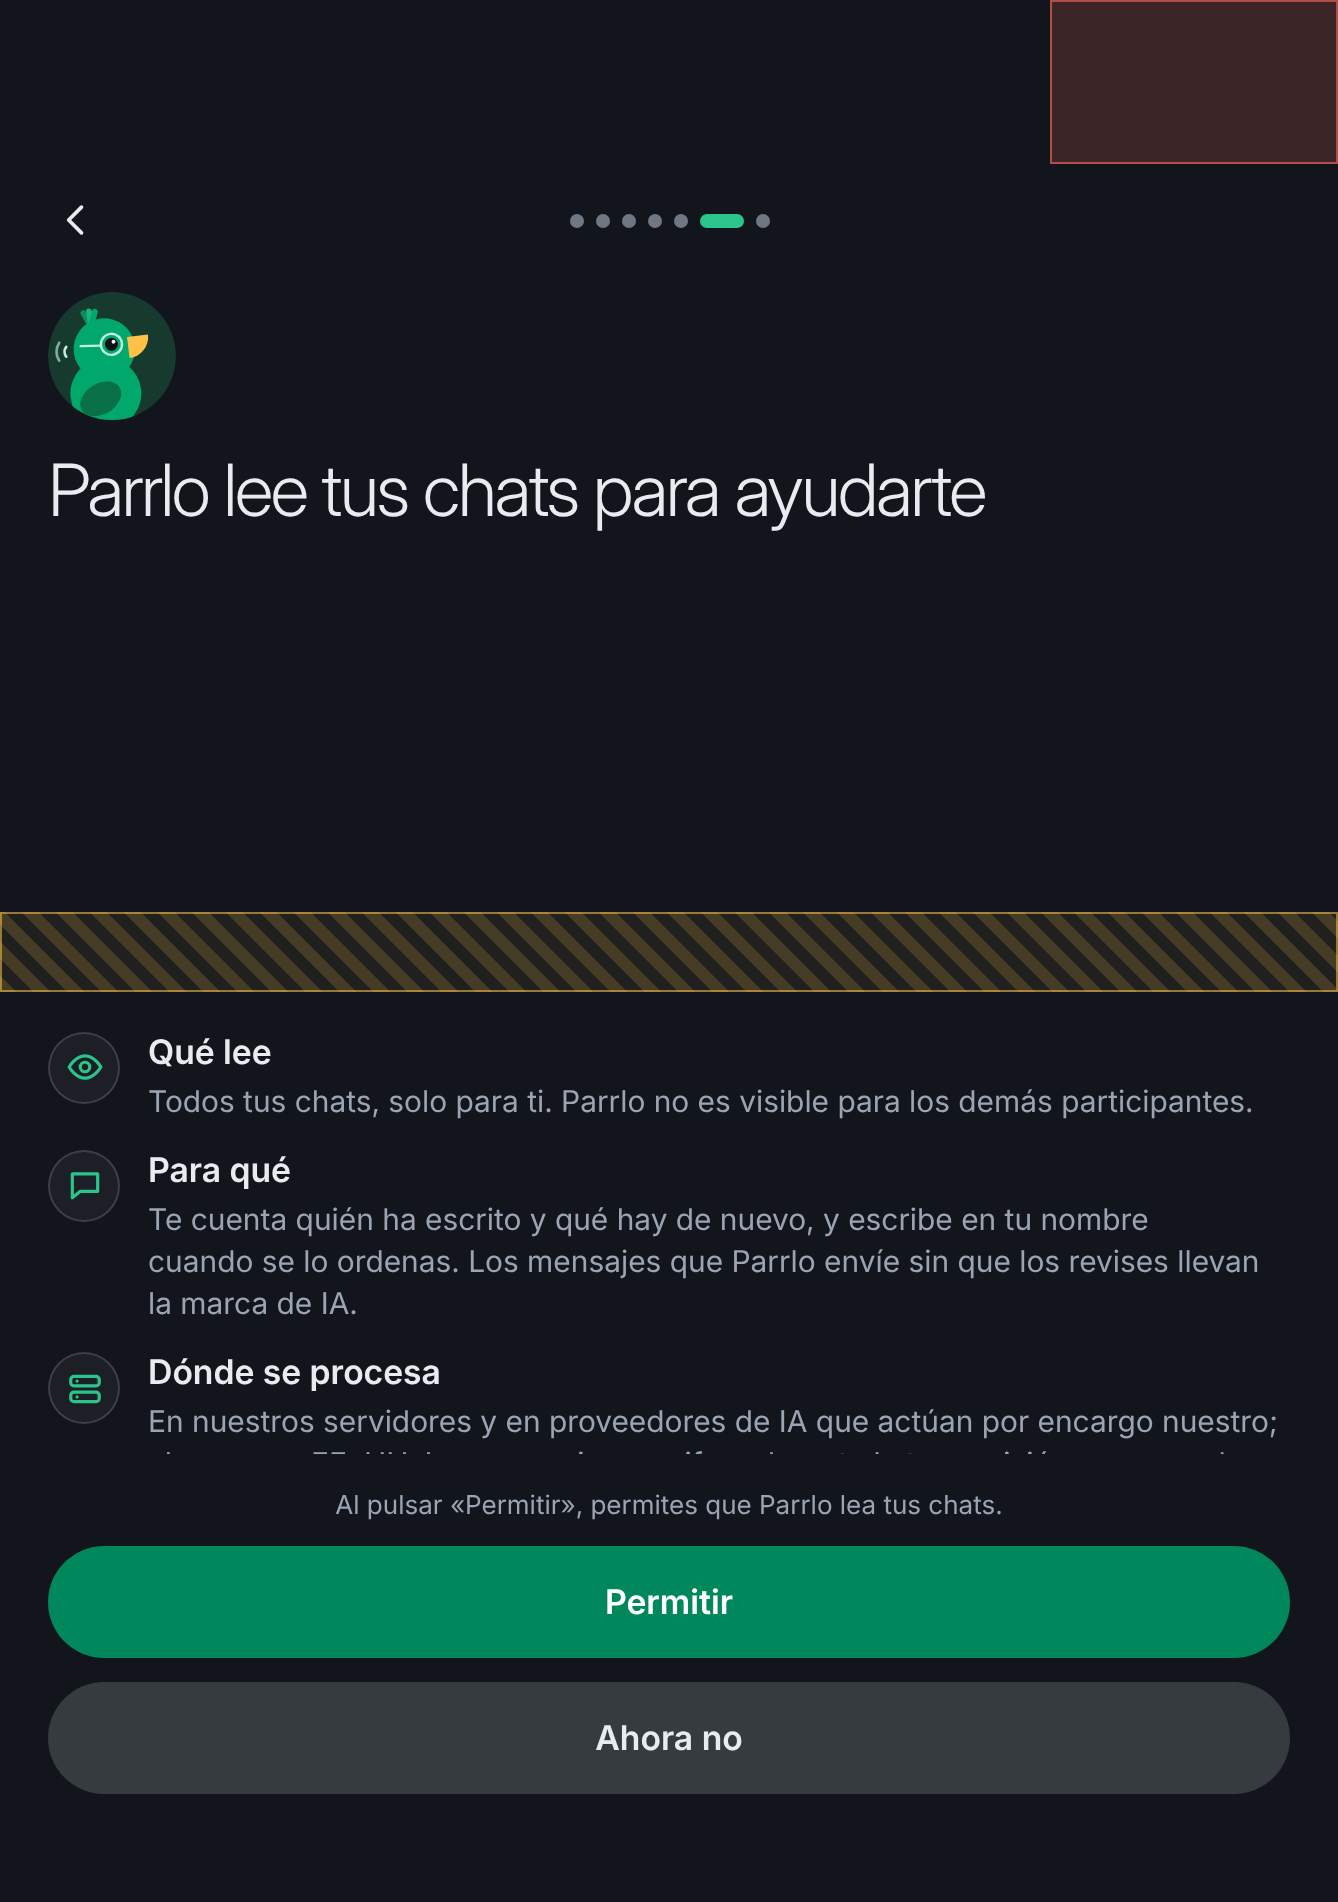 Parrlo lee tus chats para ayudarte
Qué lee
Todos tus chats, solo para ti. Parrlo no es visible para los demás participantes.
Para qué
Te cuenta quién ha escrito y qué hay de nuevo, y escribe en tu nombre
cuando se lo ordenas. Los mensajes que Parrlo envíe sin que los revises llevan
la marca de IA.
Dónde se procesa
En nuestros servidores y en proveedores de IA que actúan por encargo nuestro;
Al pulsar «Permitir», permites que Parrlo lea tus chats.
Permitir
Ahora no